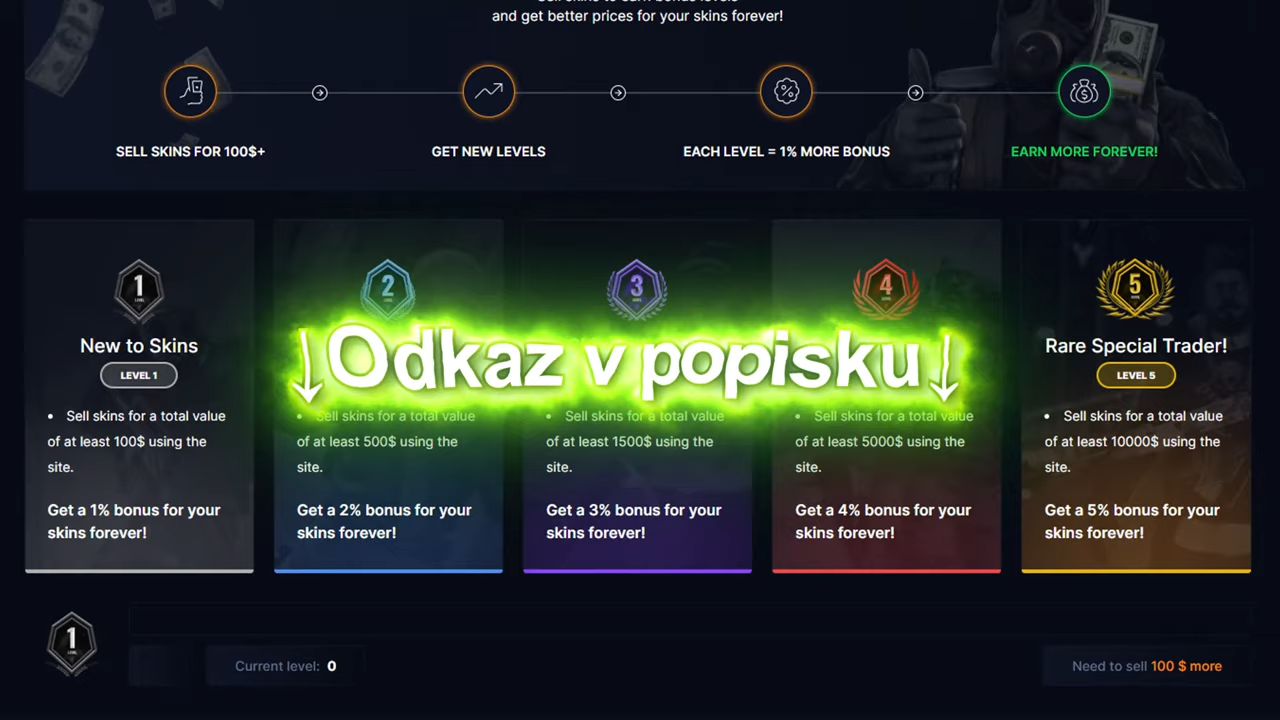 and get better prices for your skins forever!
SELL SKINS FOR 100$+
GET NEW LEVELS
EACH LEVEL = 1% MORE BONUS
EARN MORE FOREVER!
1
2
3
4
5
↓Odkaz v popisku↓
New to Skins
LEVEL 1
• Sell skins for a total value
of at least 100$ using the
site.
Get a 1% bonus for your
skins forever!
• Sell skins for a total value
of at least 500$ using the
site.
Get a 2% bonus for your
skins forever!
• Sell skins for a total value
of at least 1500$ using the
site.
Get a 3% bonus for your
skins forever!
• Sell skins for a total value
of at least 5000$ using the
site.
Get a 4% bonus for your
skins forever!
Rare Special Trader!
LEVEL 5
• Sell skins for a total value
of at least 10000$ using the
site.
Get a 5% bonus for your
skins forever!
1
Current level: 0
Need to sell 100 $ more